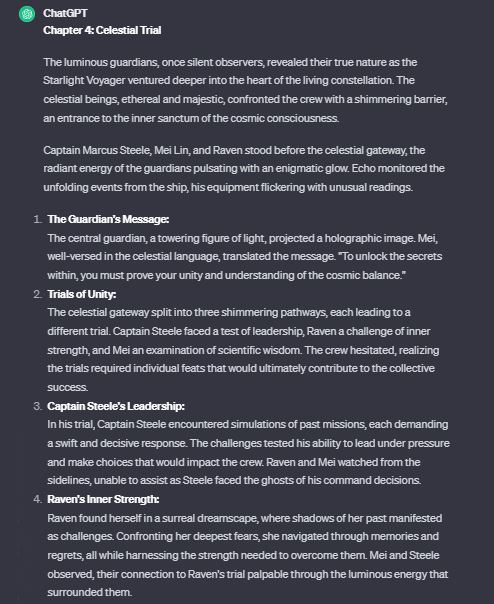 ChatGPT
Chapter 4: Celestial Trial
The luminous guardians, once silent observers, revealed their true nature as the
Starlight Voyager ventured deeper into the heart of the living constellation. The
celestial beings, ethereal and majestic, confronted the crew with a shimmering barrier,
an entrance to the inner sanctum of the cosmic consciousness.
Captain Marcus Steele, Mei Lin, and Raven stood before the celestial gateway, the
radiant energy of the guardians pulsating with an enigmatic glow. Echo monitored the
unfolding events from the ship, his equipment flickering with unusual readings.
1. The Guardian's Message:
The central guardian, a towering figure of light, projected a holographic image. Mei,
well-versed in the celestial language, translated the message. "To unlock the secrets
within, you must prove your unity and understanding of the cosmic balance."
2. Trials of Unity:
The celestial gateway split into three shimmering pathways, each leading to a
different trial. Captain Steele faced a test of leadership, Raven a challenge of inner
strength, and Mei an examination of scientific wisdom. The crew hesitated, realizing
the trials required individual feats that would ultimately contribute to the collective
success.
3. Captain Steele's Leadership:
In his trial, Captain Steele encountered simulations of past missions, each demanding
a swift and decisive response. The challenges tested his ability to lead under pressure
and make choices that would impact the crew. Raven and Mei watched from the
sidelines, unable to assist as Steele faced the ghosts of his command decisions.
4. Raven's Inner Strength:
Raven found herself in a surreal dreamscape, where shadows of her past manifested
as challenges. Confronting her deepest fears, she navigated through memories and
regrets, all while harnessing the strength needed to overcome them. Mei and Steele
observed, their connection to Raven's trial palpable through the luminous energy that
surrounded them.